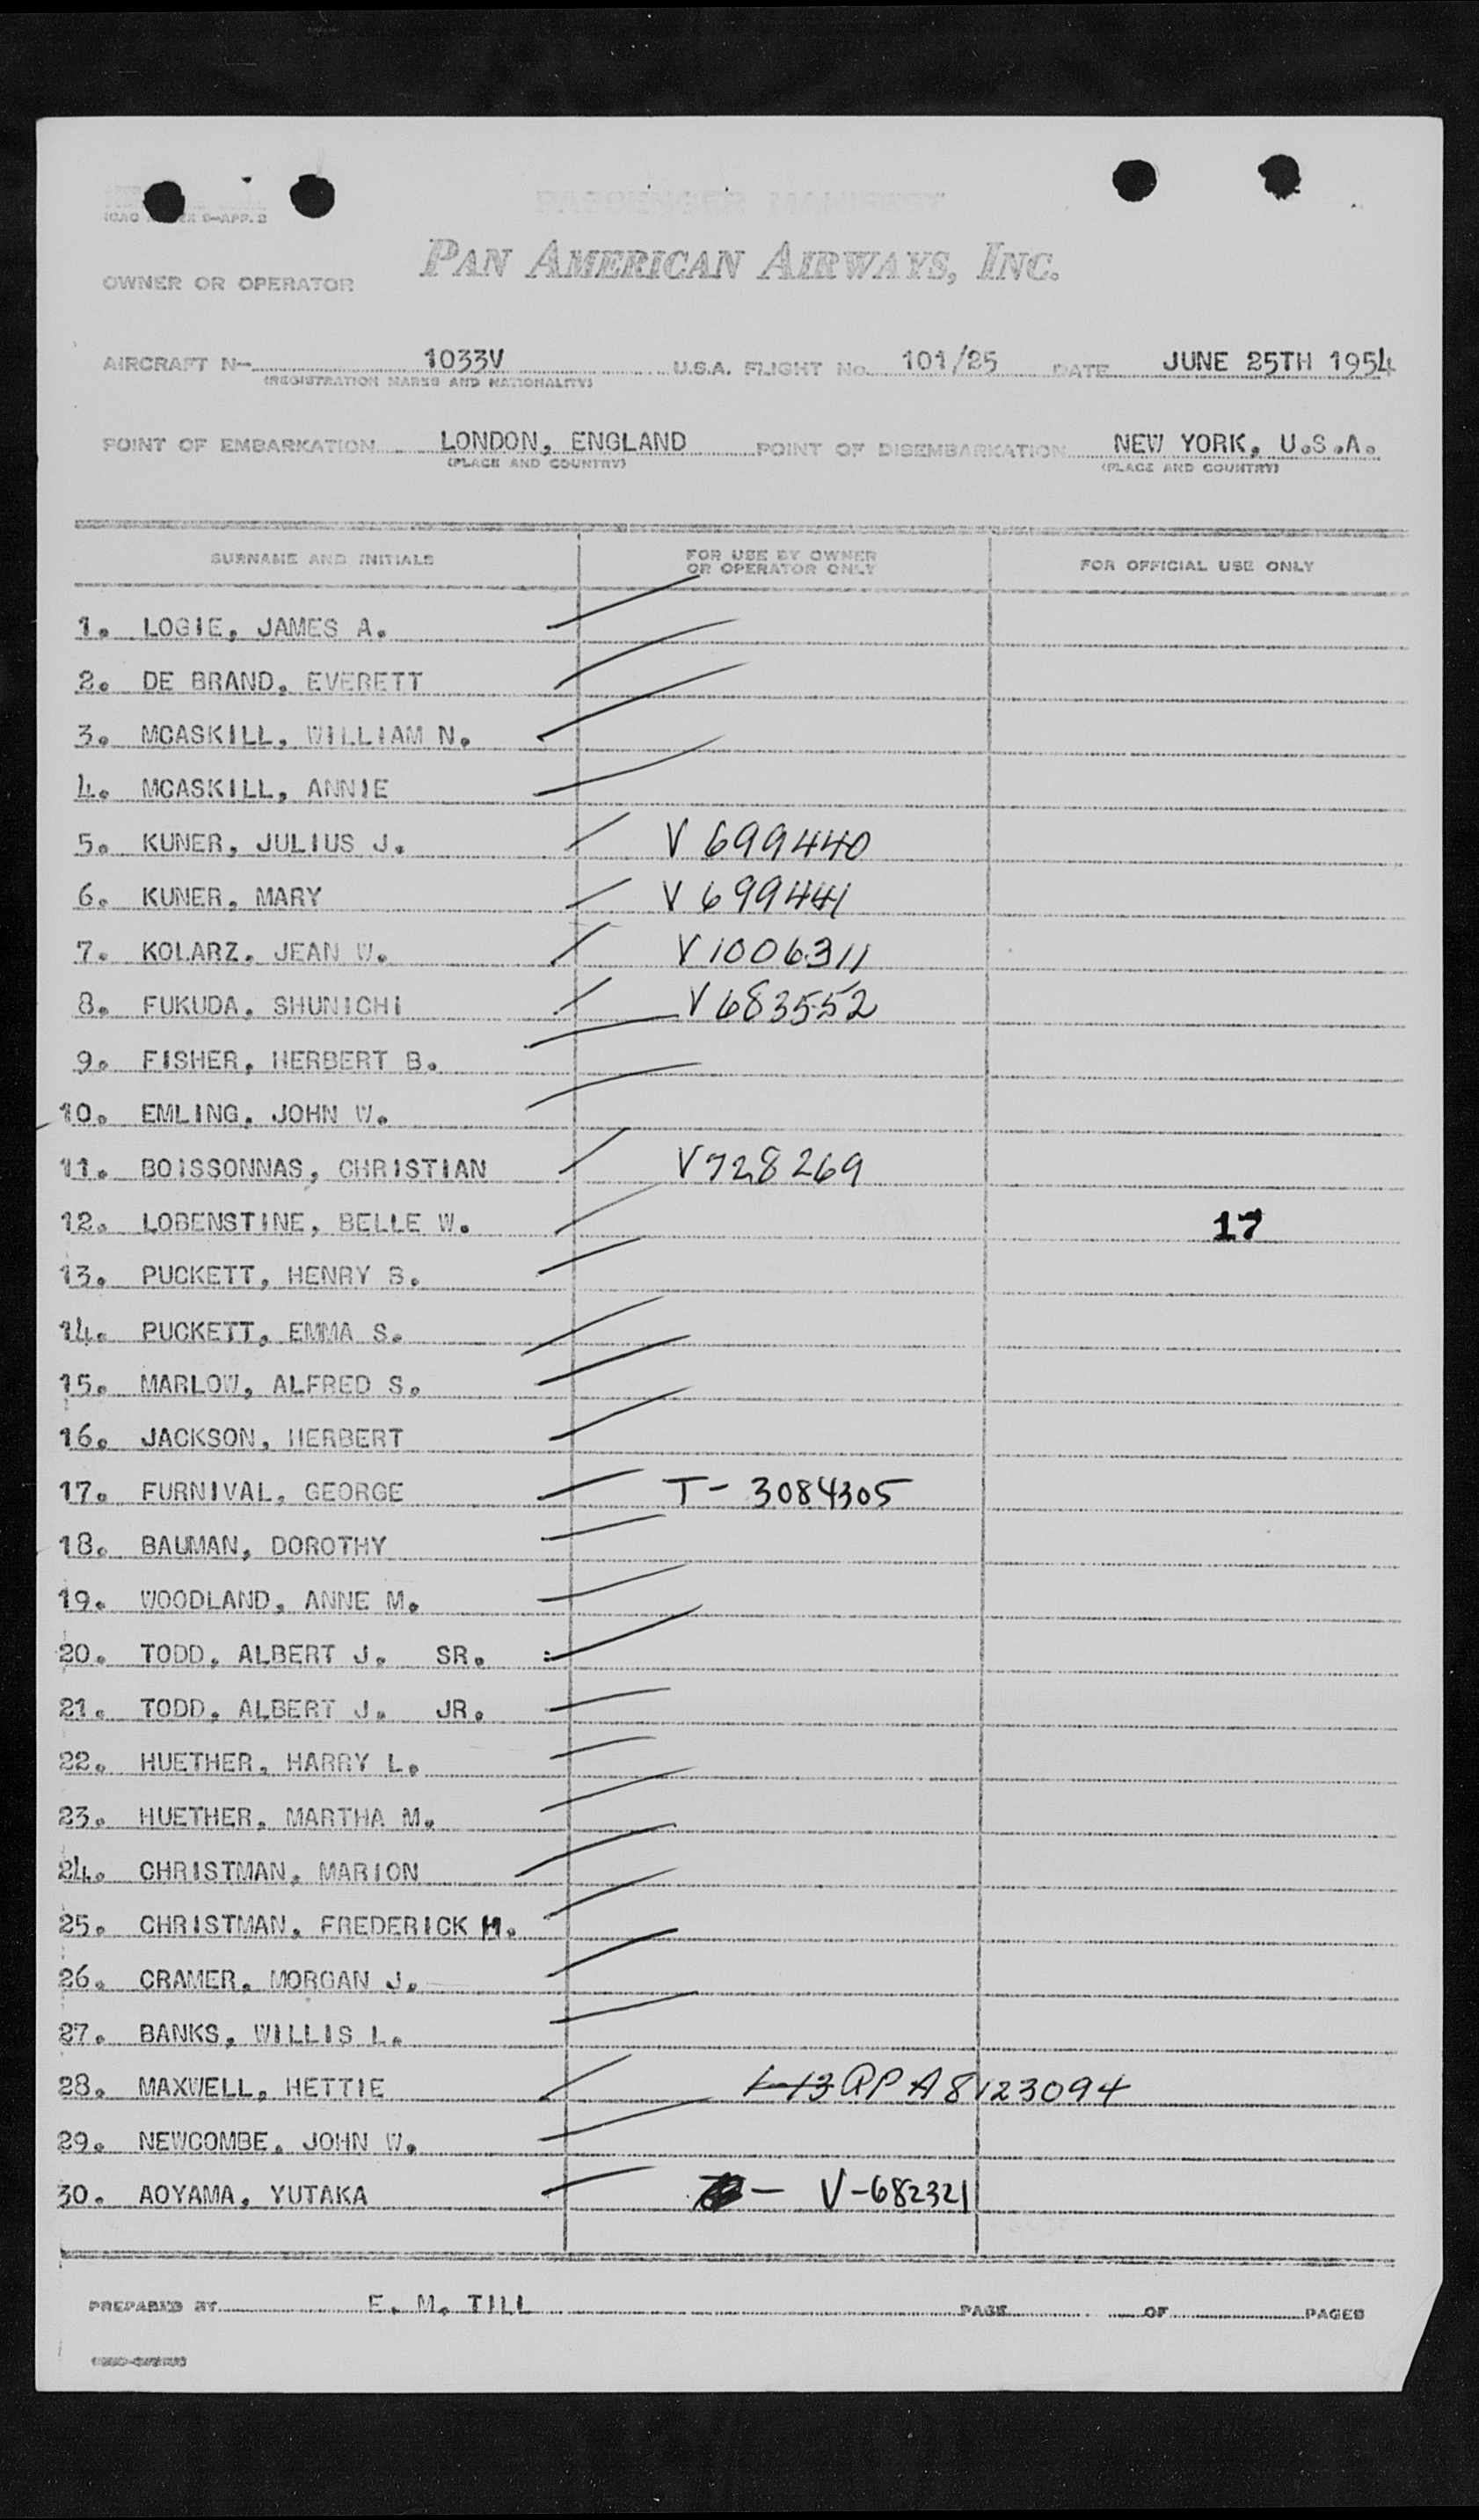 PASSENGER MANIFEST
PAN AMERICAN AIRWAYS, INC.
OWNER OR OPERATOR
AIRCRAFT N- 1033V U.S.A. FLIGHT No. 101/25 DATE JUNE 25TH 1954
(REGISTRATION MARKS AND NATIONALITY)
POINT OF EMBARKATION LONDON, ENGLAND POINT OF DISEMBARKATION NEW YORK, U.S.A.
(PLACE AND COUNTRY) (PLACE AND COUNTRY)
SURNAME AND INITIALS FOR USE BY OWNER OR OPERATOR ONLY FOR OFFICIAL USE ONLY
1. LOGIE, JAMES A.
2. DE BRAND, EVERETT
3. MCASKILL, WILLIAM N.
4. MCASKILL, ANNIE
5. KUNER, JULIUS J. V 699440
6. KUNER, MARY V 699441
7. KOLARZ, JEAN W. V1006311
8. FUKUDA, SHUNICHI V683552
9. FISHER, HERBERT B.
10. EMLING, JOHN W.
11. BOISSONNAS, CHRISTIAN V728269
12. LOBENSTINE, BELLE W. 17
13. PUCKETT, HENRY S.
14. PUCKETT, EMMA S.
15. MARLOW, ALFRED S.
16. JACKSON, HERBERT
17. FURNIVAL, GEORGE T- 3084305
18. BAUMAN, DOROTHY
19. WOODLAND, ANNE M.
20. TODD, ALBERT J. SR.
21. TODD, ALBERT J. JR.
22. HUETHER, HARRY L.
23. HUETHER, MARTHA M.
24. CHRISTMAN, MARION
25. CHRISTMAN, FREDERICK H.
26. CRAMER, MORGAN J.
27. BANKS, WILLIS L.
28. MAXWELL, HETTIE PP A8123094
29. NEWCOMBE, JOHN W.
30. AOYAMA, YUTAKA – V-682321
PREPARED BY E. M. TILL PAGE OF PAGES